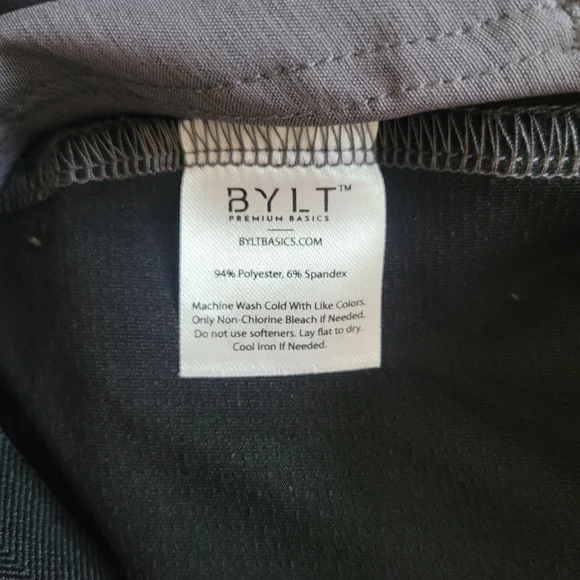 BYLT™
PREMIUM BASICS
BYLTBASICS.COM
94% Polyester, 6% Spandex
Machine Wash Cold With Like Colors.
Only Non-Chlorine Bleach If Needed.
Do not use softeners. Lay flat to dry.
Cool Iron If Needed.